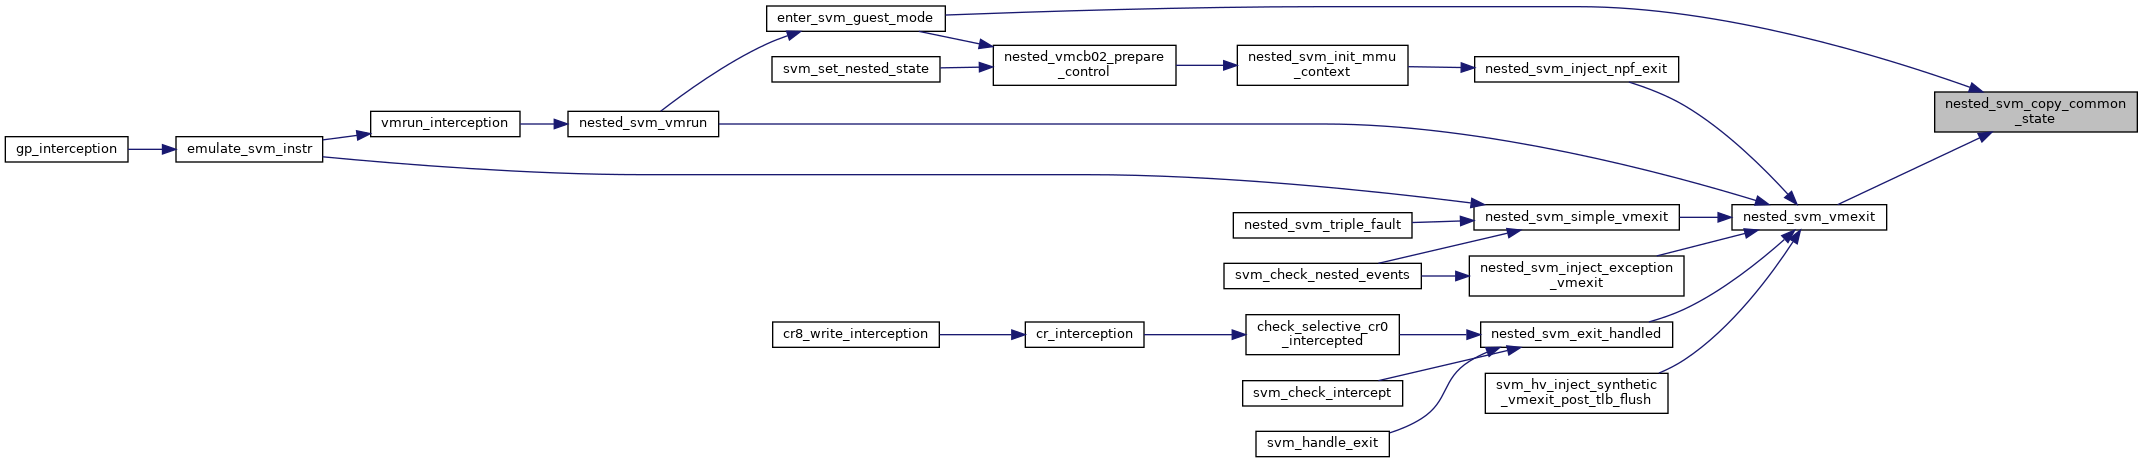 enter_svm_guest_mode
svm_set_nested_state
nested_vmcb02_prepare
_control
nested_svm_init_mmu
_context
nested_svm_inject_npf_exit
nested_svm_copy_common
_state
vmrun_interception
nested_svm_vmrun
gp_interception
emulate_svm_instr
nested_svm_triple_fault
nested_svm_simple_vmexit
nested_svm_vmexit
svm_check_nested_events
nested_svm_inject_exception
_vmexit
cr8_write_interception
cr_interception
check_selective_cr0
_intercepted
nested_svm_exit_handled
svm_check_intercept
svm_hv_inject_synthetic
_vmexit_post_tlb_flush
svm_handle_exit